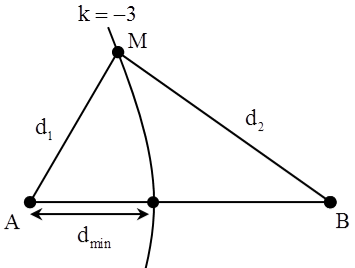 k = –3
M
d₁
d₂
A
B
dₘᵢₙ